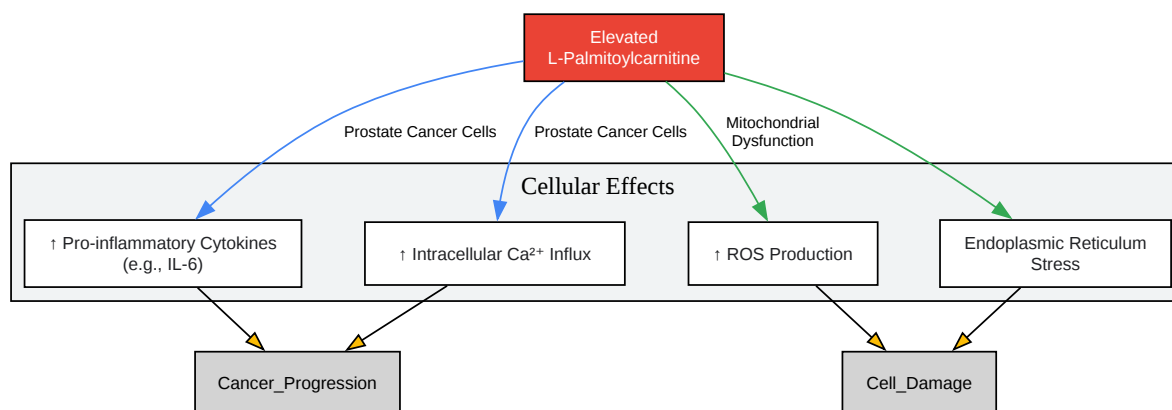 Elevated
L-Palmitoylcarnitine
Prostate Cancer Cells
Prostate Cancer Cells
Mitochondrial
Dysfunction
Cellular Effects
↑ Pro-inflammatory Cytokines
(e.g., IL-6)
↑ Intracellular Ca²⁺ Influx
↑ ROS Production
Endoplasmic Reticulum
Stress
Cancer_Progression
Cell_Damage